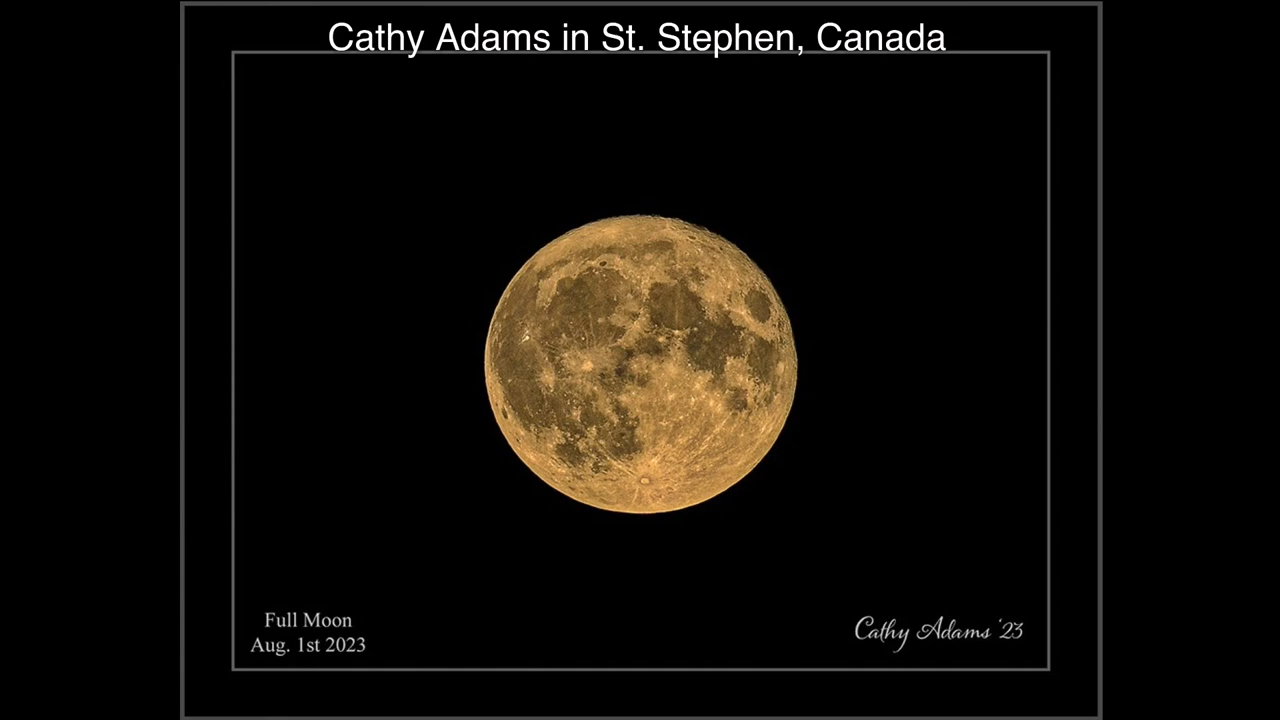 Cathy Adams in St. Stephen, Canada
Full Moon
Aug. 1st 2023
Cathy Adams '23